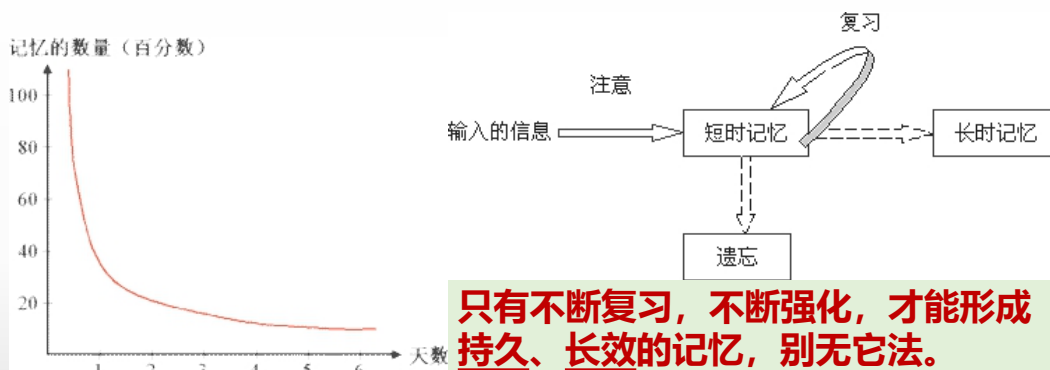 记忆的数量（百分数）
100
80
60
40
20
1 2 3 4 5 6
天数
复习
注意
输入的信息
短时记忆
长时记忆
遗忘
只有不断复习，不断强化，才能形成
持久、长效的记忆，别无它法。